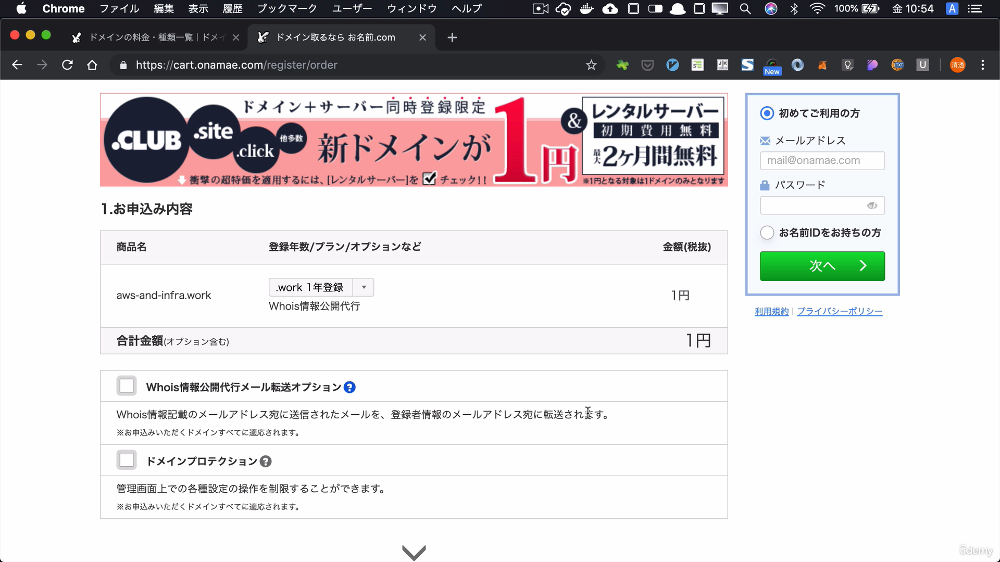 Chrome ファイル 編集 表示 履歴 ブックマーク ユーザー ウィンドウ ヘルプ 100% 金 10:54 A
ドメインの料金・種類一覧｜ドメイ
ドメイン取るなら お名前.com
https://cart.onamae.com/register/order
New
TXT
U
清透
.CLUB
.site
.click
他多数
ドメイン＋サーバー同時登録限定
新ドメインが1円
衝撃の超特価を適用するには、[レンタルサーバー]を チェック!!
&
レンタルサーバー
初期費用無料
最大2ヶ月間無料
※1円となる対象は1ドメインのみとなります
初めてご利用の方
メールアドレス
mail@onamae.com
パスワード
お名前IDをお持ちの方
次へ
利用規約 | プライバシーポリシー
1.お申込み内容
商品名 登録年数/プラン/オプションなど 金額(税抜)
aws-and-infra.work .work 1年登録 1円
Whois情報公開代行
合計金額(オプション含む) 1円
Whois情報公開代行メール転送オプション ?
Whois情報記載のメールアドレス宛に送信されたメールを、登録者情報のメールアドレス宛に転送されます。
※お申込みいただくドメインすべてに適応されます。
ドメインプロテクション ?
管理画面上での各種設定の操作を制限することができます。
※お申込みいただくドメインすべてに適応されます。
ûdemy